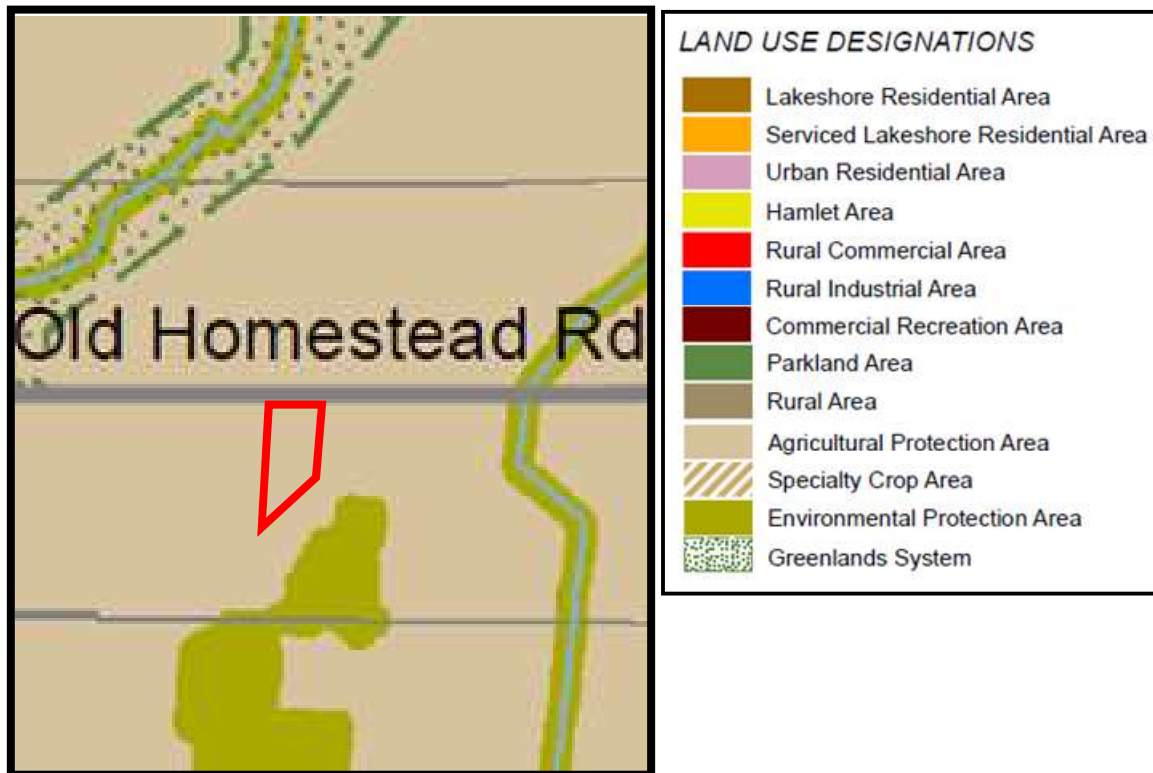 Old Homestead Rd
LAND USE DESIGNATIONS
Lakeshore Residential Area
Serviced Lakeshore Residential Area
Urban Residential Area
Hamlet Area
Rural Commercial Area
Rural Industrial Area
Commercial Recreation Area
Parkland Area
Rural Area
Agricultural Protection Area
Specialty Crop Area
Environmental Protection Area
Greenlands System